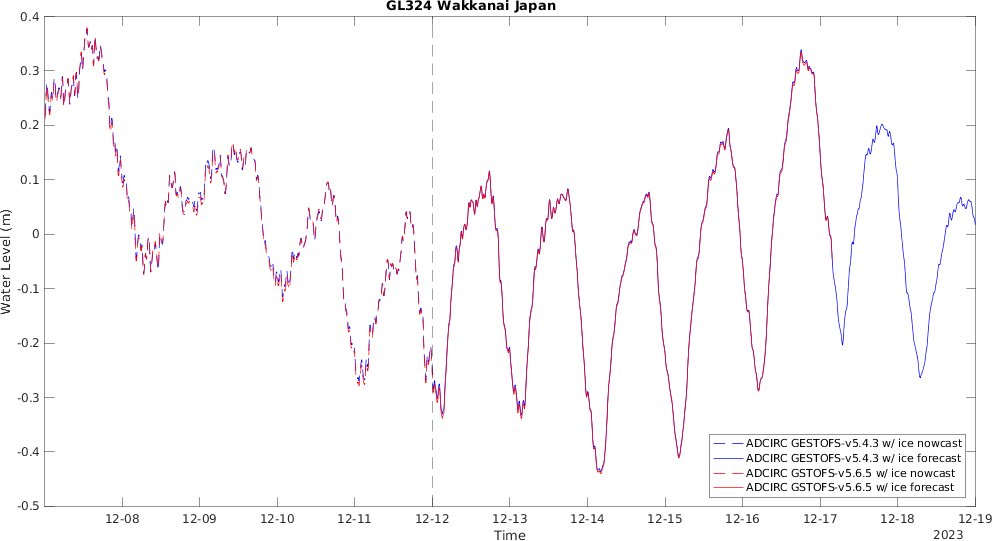 GL324 Wakkanai Japan
0.4
0.3
0.2
0.1
0
-0.1
-0.2
-0.3
-0.4
-0.5
Water Level (m)
ADCIRC GESTOFS-v5.4.3 w/ ice nowcast
ADCIRC GESTOFS-v5.4.3 w/ ice forecast
ADCIRC GSTOFS-v5.6.5 w/ ice nowcast
ADCIRC GSTOFS-v5.6.5 w/ ice forecast
12-08 12-09 12-10 12-11 12-12 12-13 12-14 12-15 12-16 12-17 12-18 12-19
Time
2023